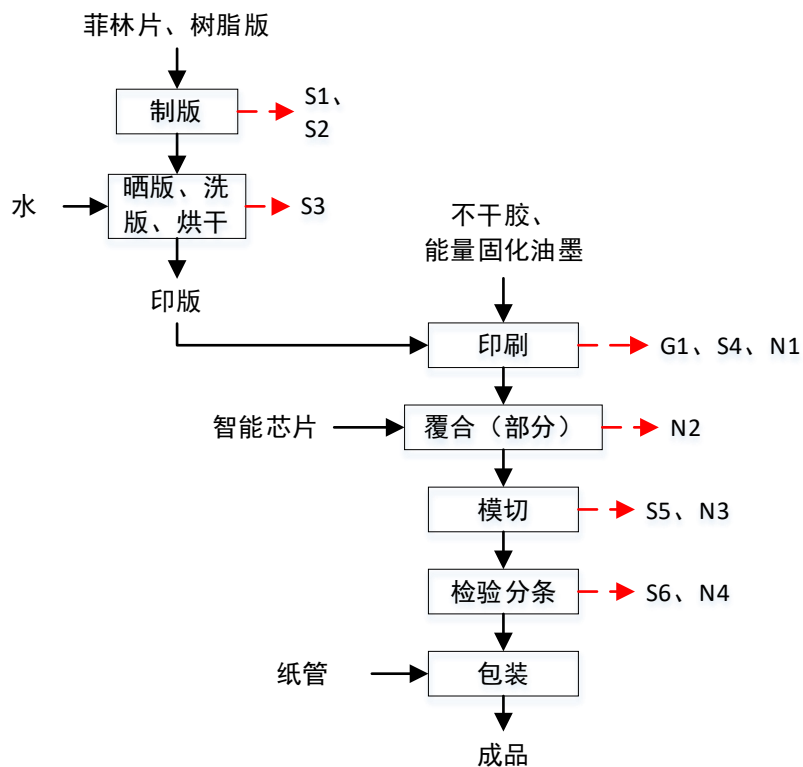 菲林片、树脂版
制版
S1、
S2
水
晒版、洗
版、烘干
S3
印版
不干胶、
能量固化油墨
印刷
G1、S4、N1
智能芯片
覆合（部分）
N2
模切
S5、N3
检验分条
S6、N4
纸管
包装
成品